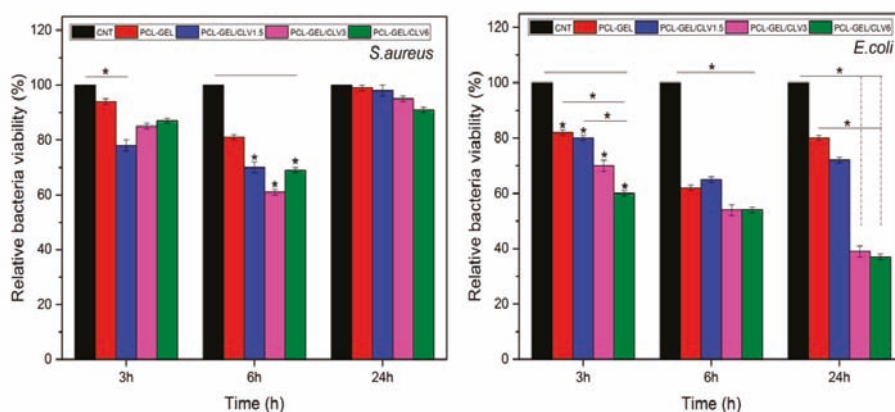 CNT PCL-GEL PCL-GEL/CLV1.5 PCL-GEL/CLV3 PCL-GEL/CLV6
S.aureus
Relative bacteria viability (%)
120
100
80
60
40
20
0
*
*
*
*
3h 6h 24h
Time (h)
CNT PCL-GEL PCL-GEL/CLV1.5 PCL-GEL/CLV3 PCL-GEL/CLV6
E.coli
Relative bacteria viability (%)
120
100
80
60
40
20
0
* *
*
*
* * *
*
*
3h 6h 24h
Time (h)